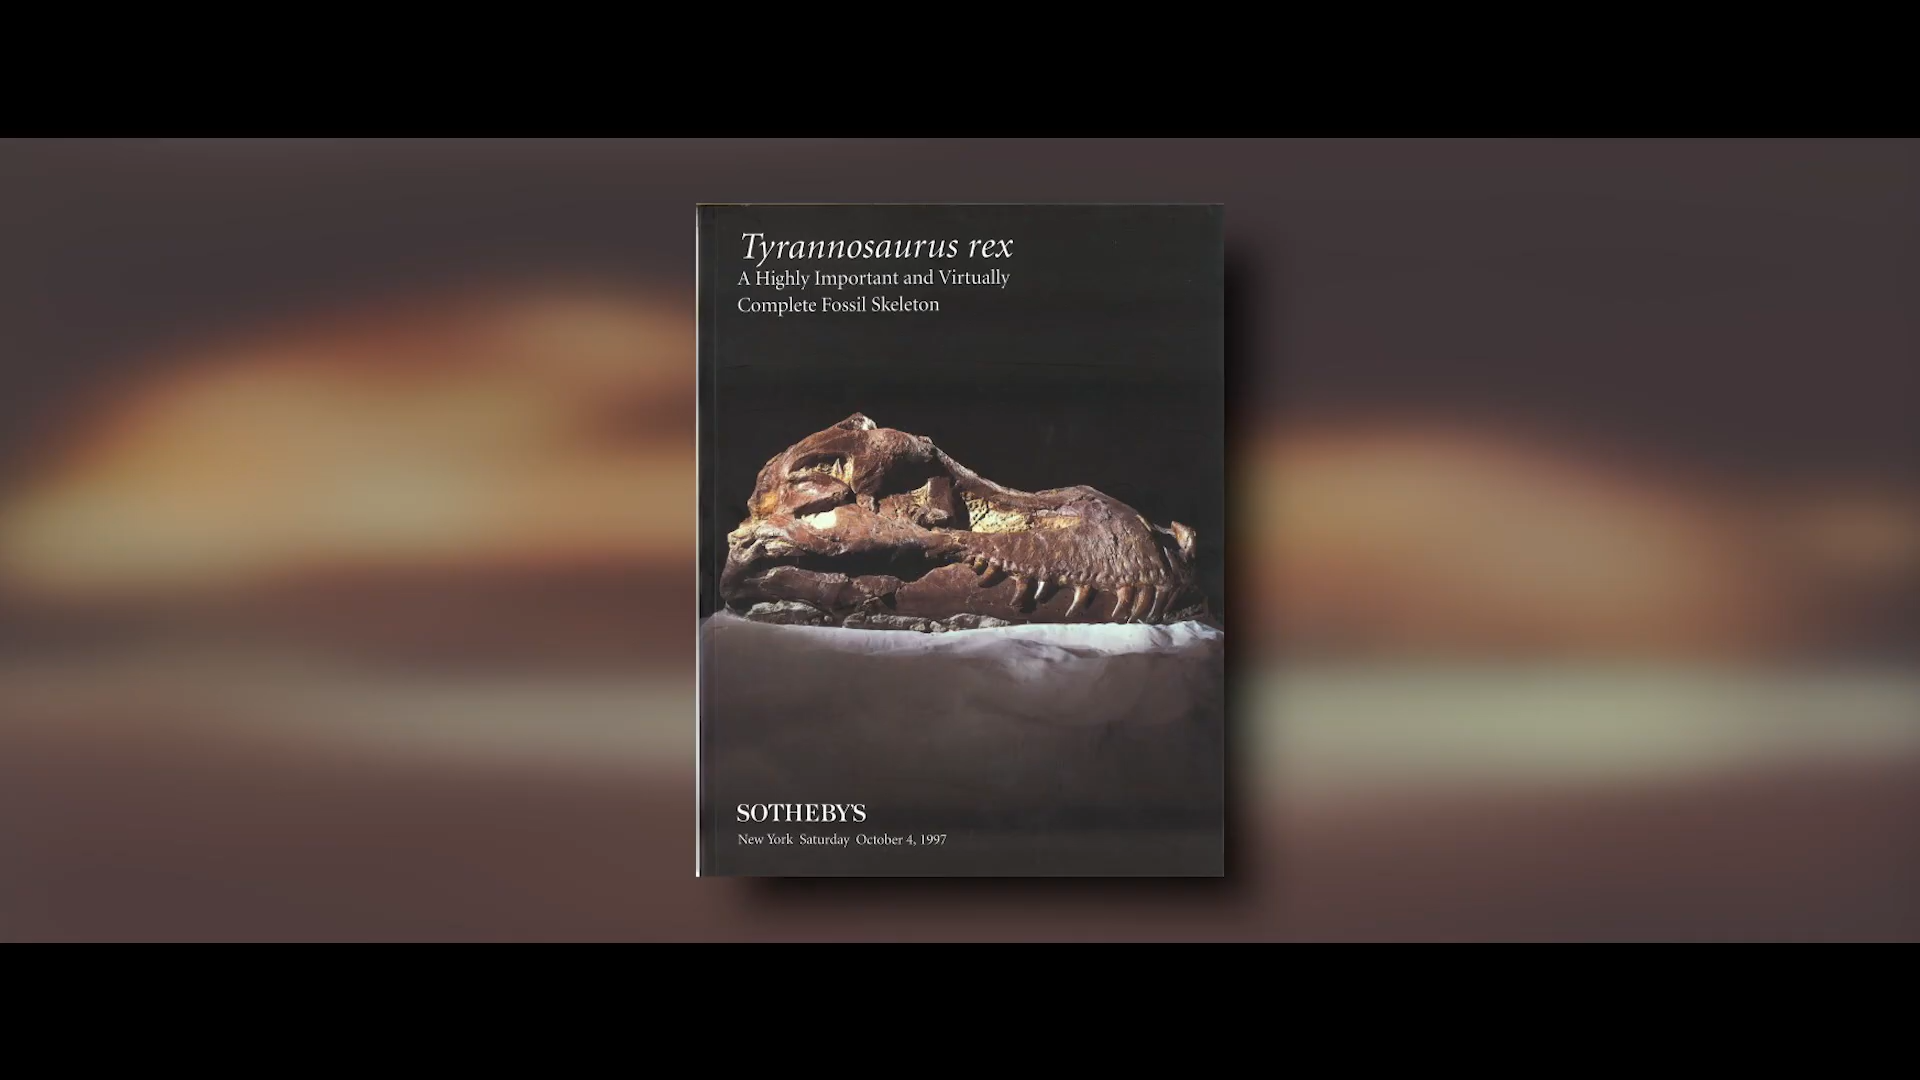 Tyrannosaurus rex
A Highly Important and Virtually
Complete Fossil Skeleton
SOTHEBY'S
New York Saturday October 4, 1997